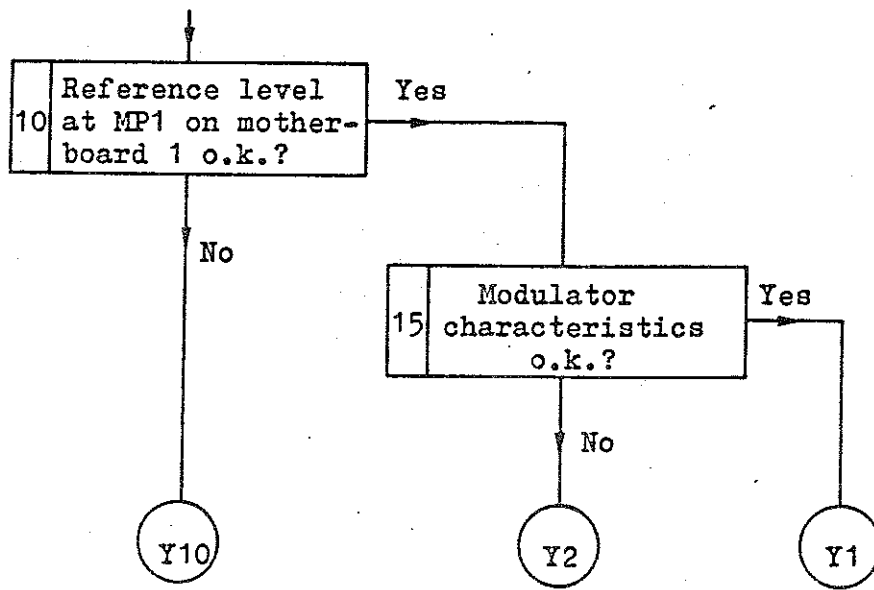 10
Reference level
at MP1 on mother-
board 1 o.k.?
Yes
No
15
Modulator
characteristics
o.k.?
Yes
No
Y10
Y2
Y1